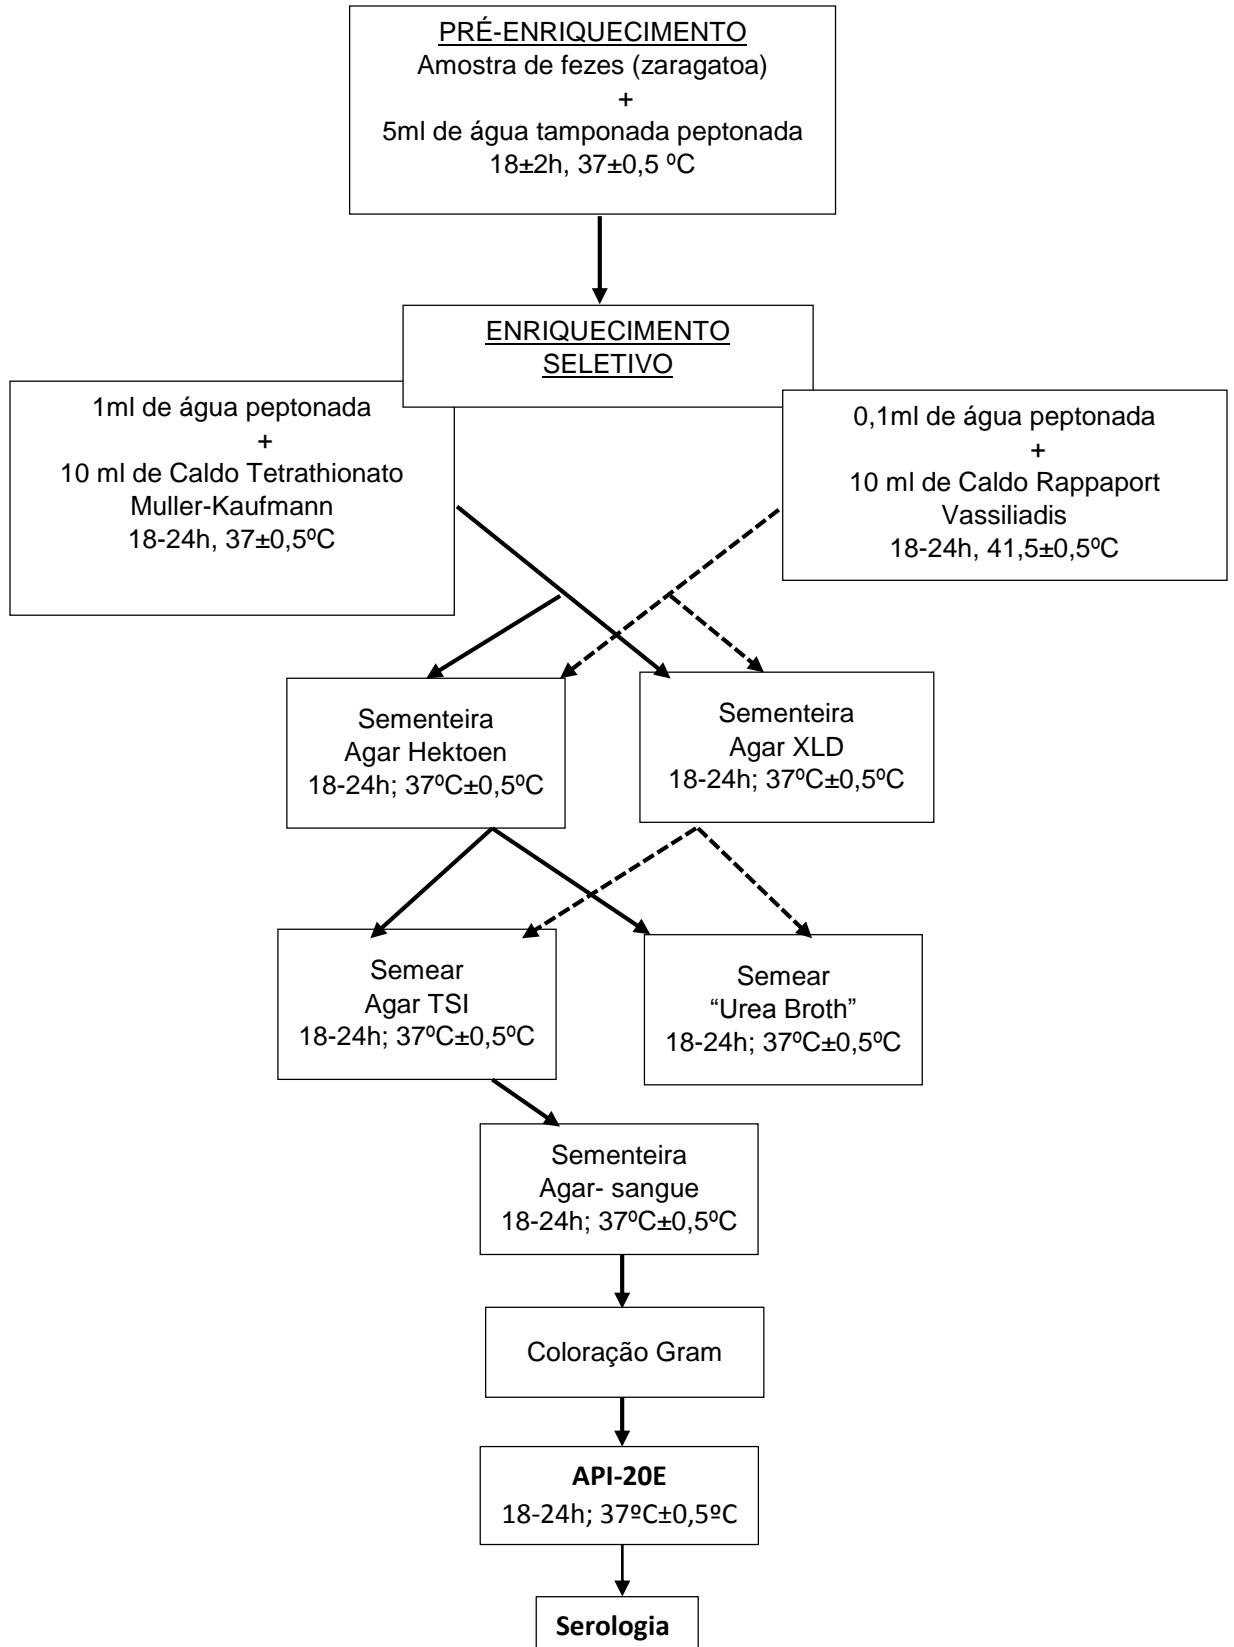 PRÉ-ENRIQUECIMENTO
Amostra de fezes (zaragatoa)
+
5ml de água tamponada peptonada
18±2h, 37±0,5 ºC
ENRIQUECIMENTO
SELETIVO
1ml de água peptonada
+
10 ml de Caldo Tetrathionato
Muller-Kaufmann
18-24h, 37±0,5ºC
0,1ml de água peptonada
+
10 ml de Caldo Rappaport
Vassiliadis
18-24h, 41,5±0,5ºC
Sementeira
Agar Hektoen
18-24h; 37ºC±0,5ºC
Sementeira
Agar XLD
18-24h; 37ºC±0,5ºC
Semear
Agar TSI
18-24h; 37ºC±0,5ºC
Semear
“Urea Broth”
18-24h; 37ºC±0,5ºC
Sementeira
Agar- sangue
18-24h; 37ºC±0,5ºC
Coloração Gram
API-20E
18-24h; 37ºC±0,5ºC
Serologia